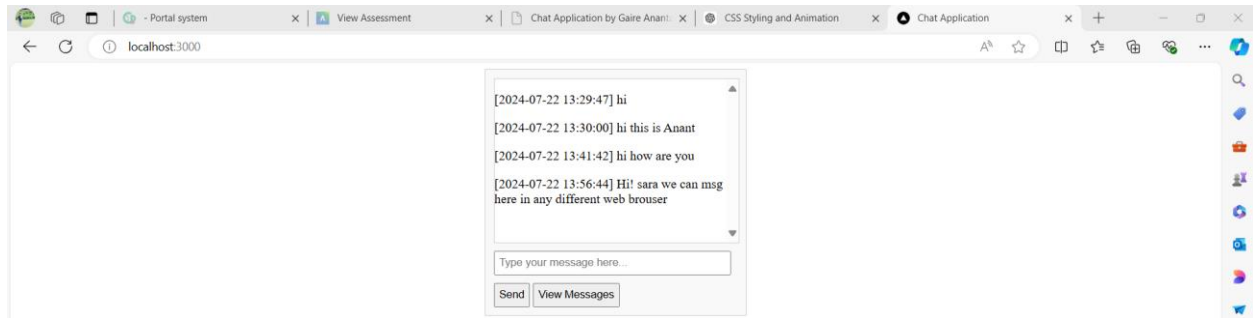 - Portal system
View Assessment
Chat Application by Gaire Anant
CSS Styling and Animation
Chat Application
localhost:3000
[2024-07-22 13:29:47] hi
[2024-07-22 13:30:00] hi this is Anant
[2024-07-22 13:41:42] hi how are you
[2024-07-22 13:56:44] Hi! sara we can msg
here in any different web brouser
Type your message here...
Send
View Messages